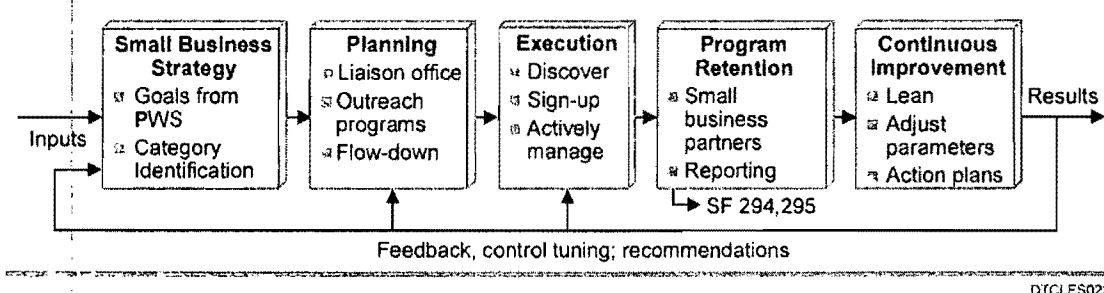 Small Business
Strategy
Goals from
PWS
Category
Identification
Planning
Liaison office
Outreach
programs
Flow-down
Execution
Discover
Sign-up
Actively
manage
Program
Retention
Small
business
partners
Reporting
Continuous
Improvement
Lean
Adjust
parameters
Action plans
Inputs
Results
SF 294,295
Feedback, control tuning; recommendations